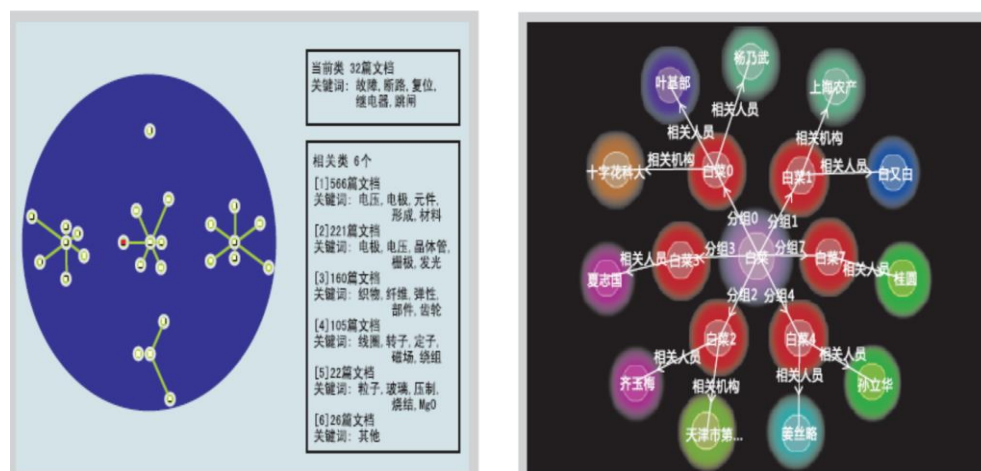 当前类 32篇文档
关键词: 故障,断路,复位,
继电器,跳闸
相关类 6个
[1]566篇文档
关键词: 电压,电极,元件,
形成,材料
[2]221篇文档
关键词: 电极,电压,晶体管,
栅极,发光
[3]160篇文档
关键词: 织物,纤维,弹性,
部件,齿轮
[4]105篇文档
关键词: 线圈,转子,定子,
磁场,绕组
[5]22篇文档
关键词: 粒子,玻璃,压制,
烧结,MgO
[6]26篇文档
关键词: 其他
杨乃武
叶基部
上海农产
相关人员
相关人员
相关机构
十字花科大
相关机构
白菜0
白菜1
相关人员
白又白
分组0
分组1
夏志国
相关人员
白菜3
分组3
白菜
分组7
白菜7
相关人员
桂圆
分组2
分组4
白菜2
白菜4
相关人员
相关人员
齐玉梅
相关机构
相关人员
孙立华
天津市第...
姜丝略